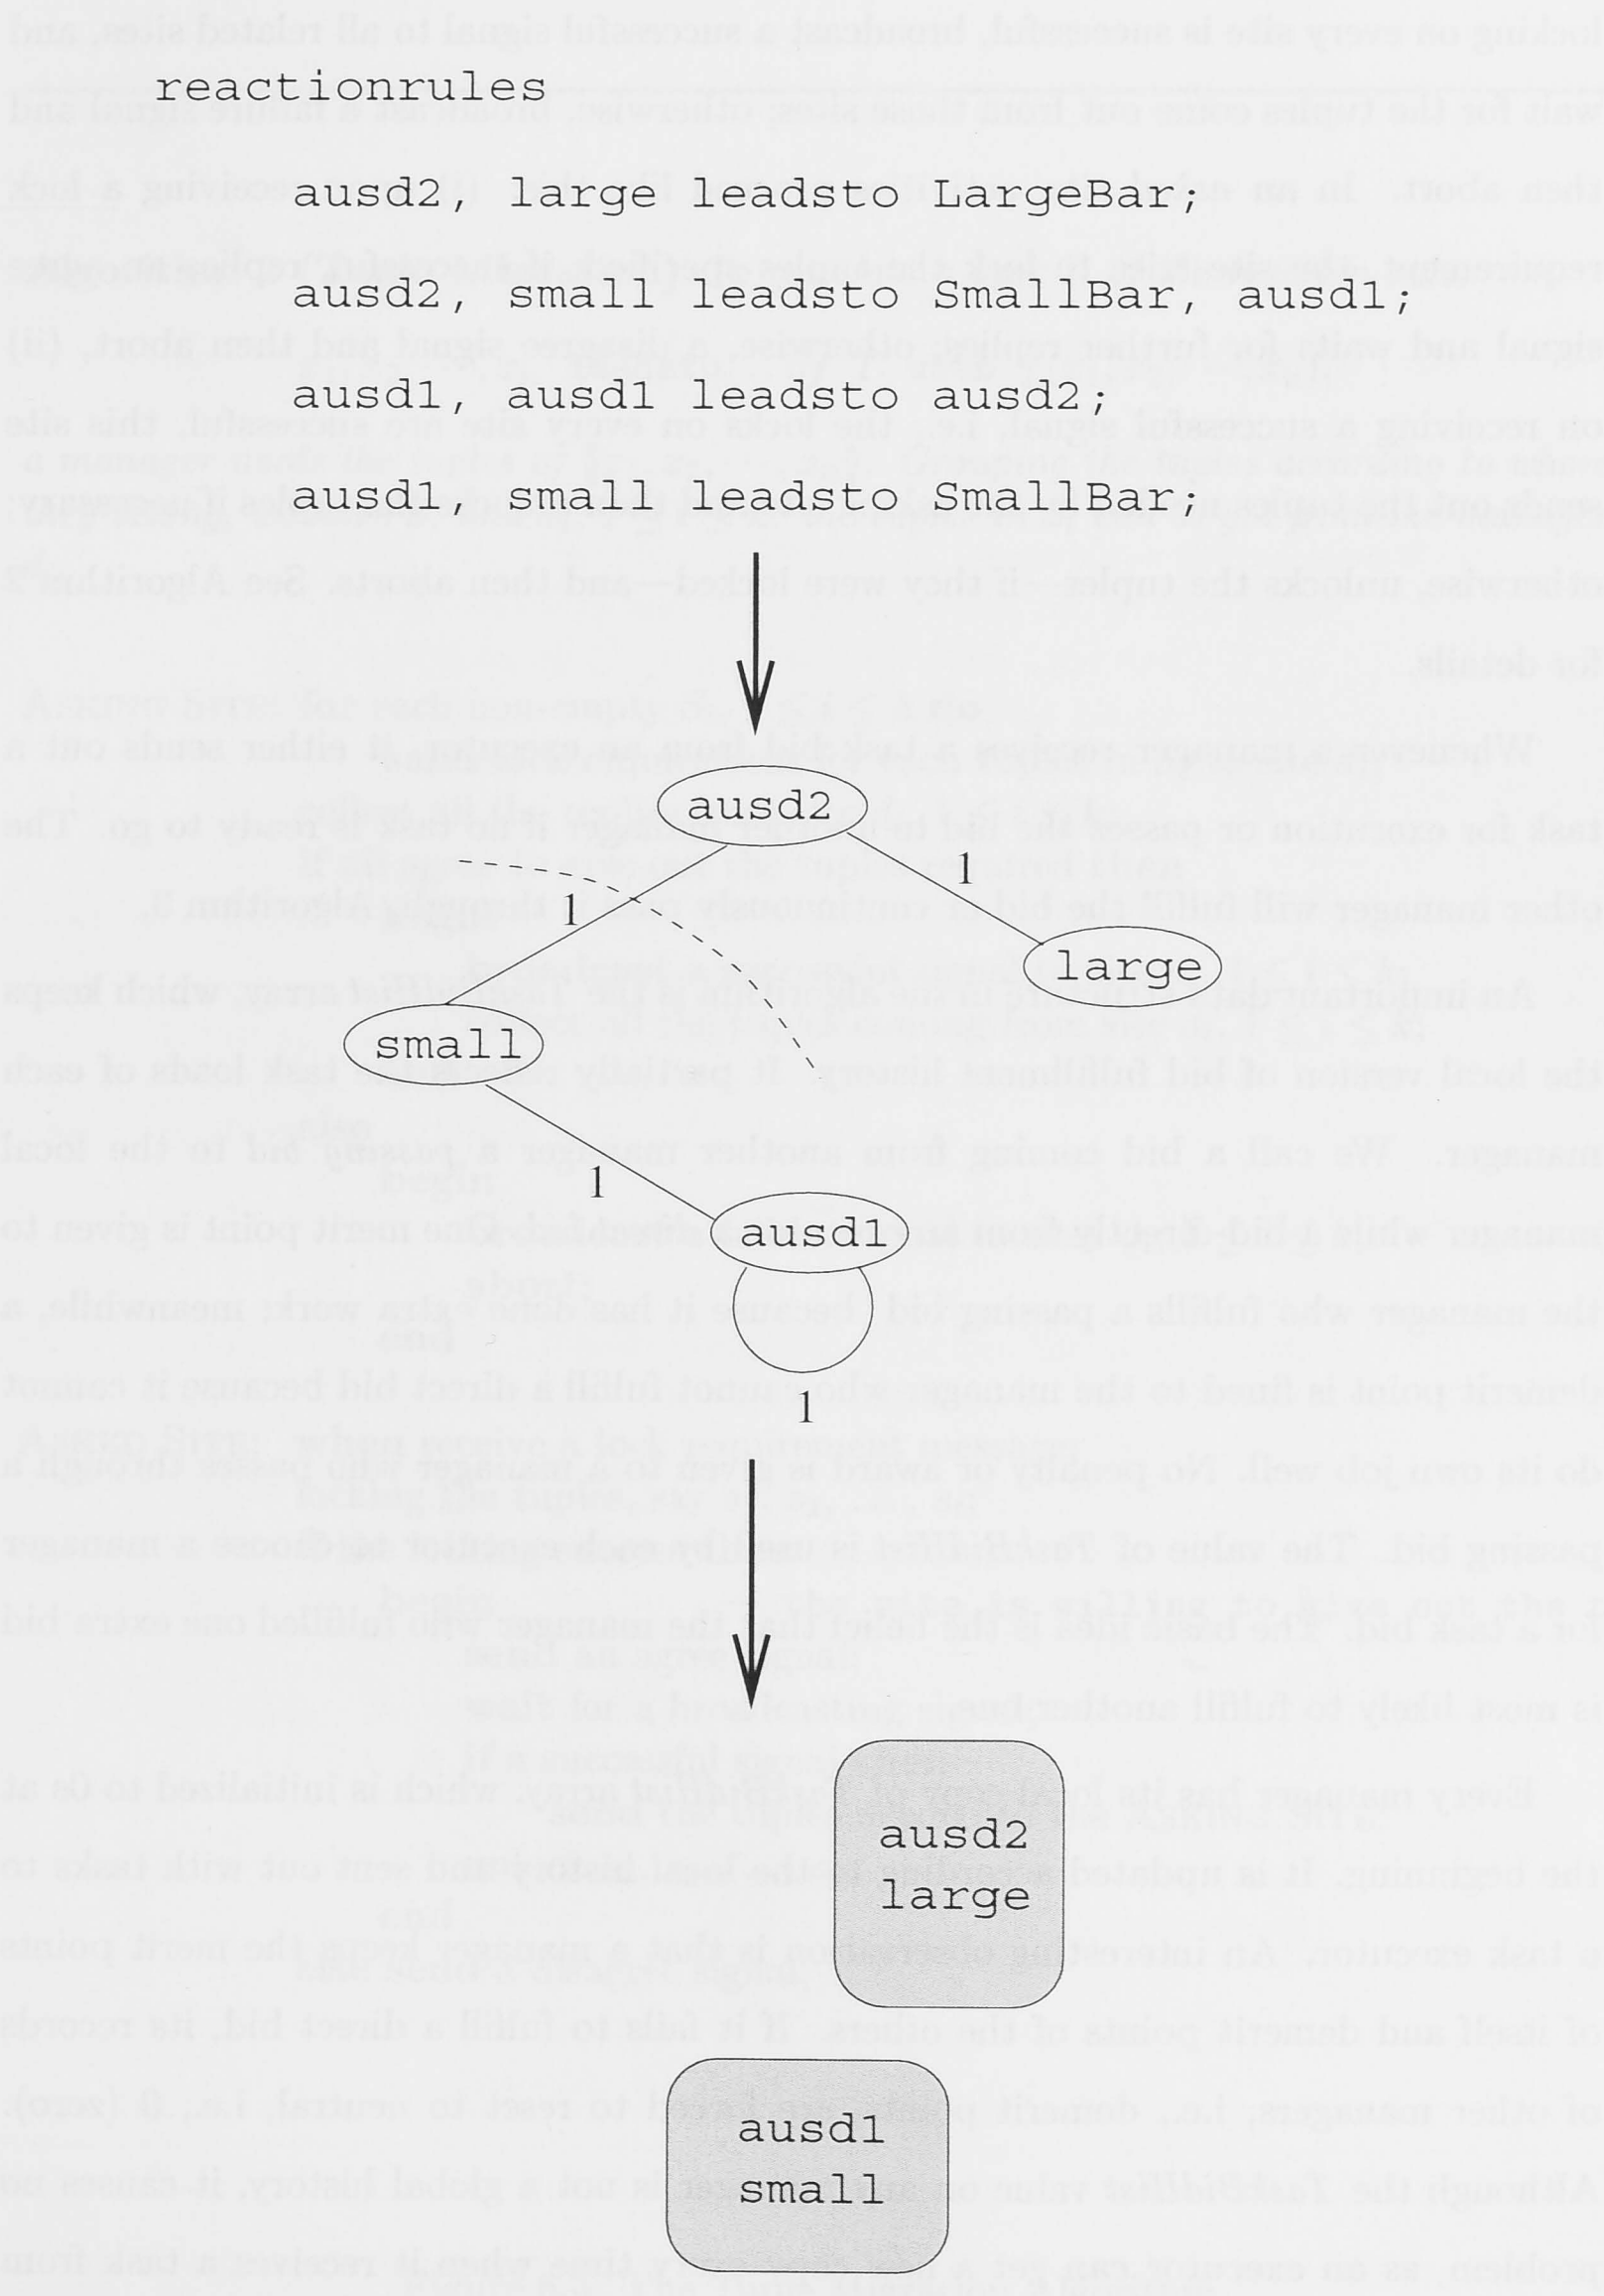 reactionrules
ausd2, large leadsto LargeBar;
ausd2, small leadsto SmallBar, ausd1;
ausd1, ausd1 leadsto ausd2;
ausd1, small leadsto SmallBar;
ausd2
1
1
large
small
1
ausd1
1
ausd2
large
ausd1
small